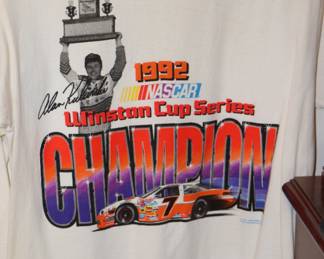 1992
NASCAR
Alan Kulwicki
Winston Cup Series
CHAMPION
7